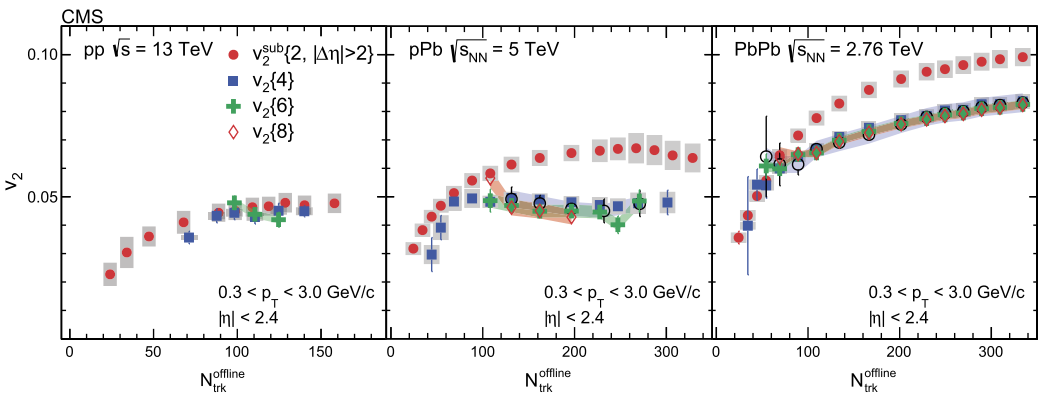 CMS
pp √s = 13 TeV
v₂^sub{2, |Δη|>2}
v₂{4}
v₂{6}
v₂{8}
0.3 < p_T < 3.0 GeV/c
|η| < 2.4
pPb √s_NN = 5 TeV
0.3 < p_T < 3.0 GeV/c
|η| < 2.4
PbPb √s_NN = 2.76 TeV
0.3 < p_T < 3.0 GeV/c
|η| < 2.4
v₂
0.10
0.05
0 50 100 150
0 100 200 300
0 100 200 300
N_trk^offline
N_trk^offline
N_trk^offline